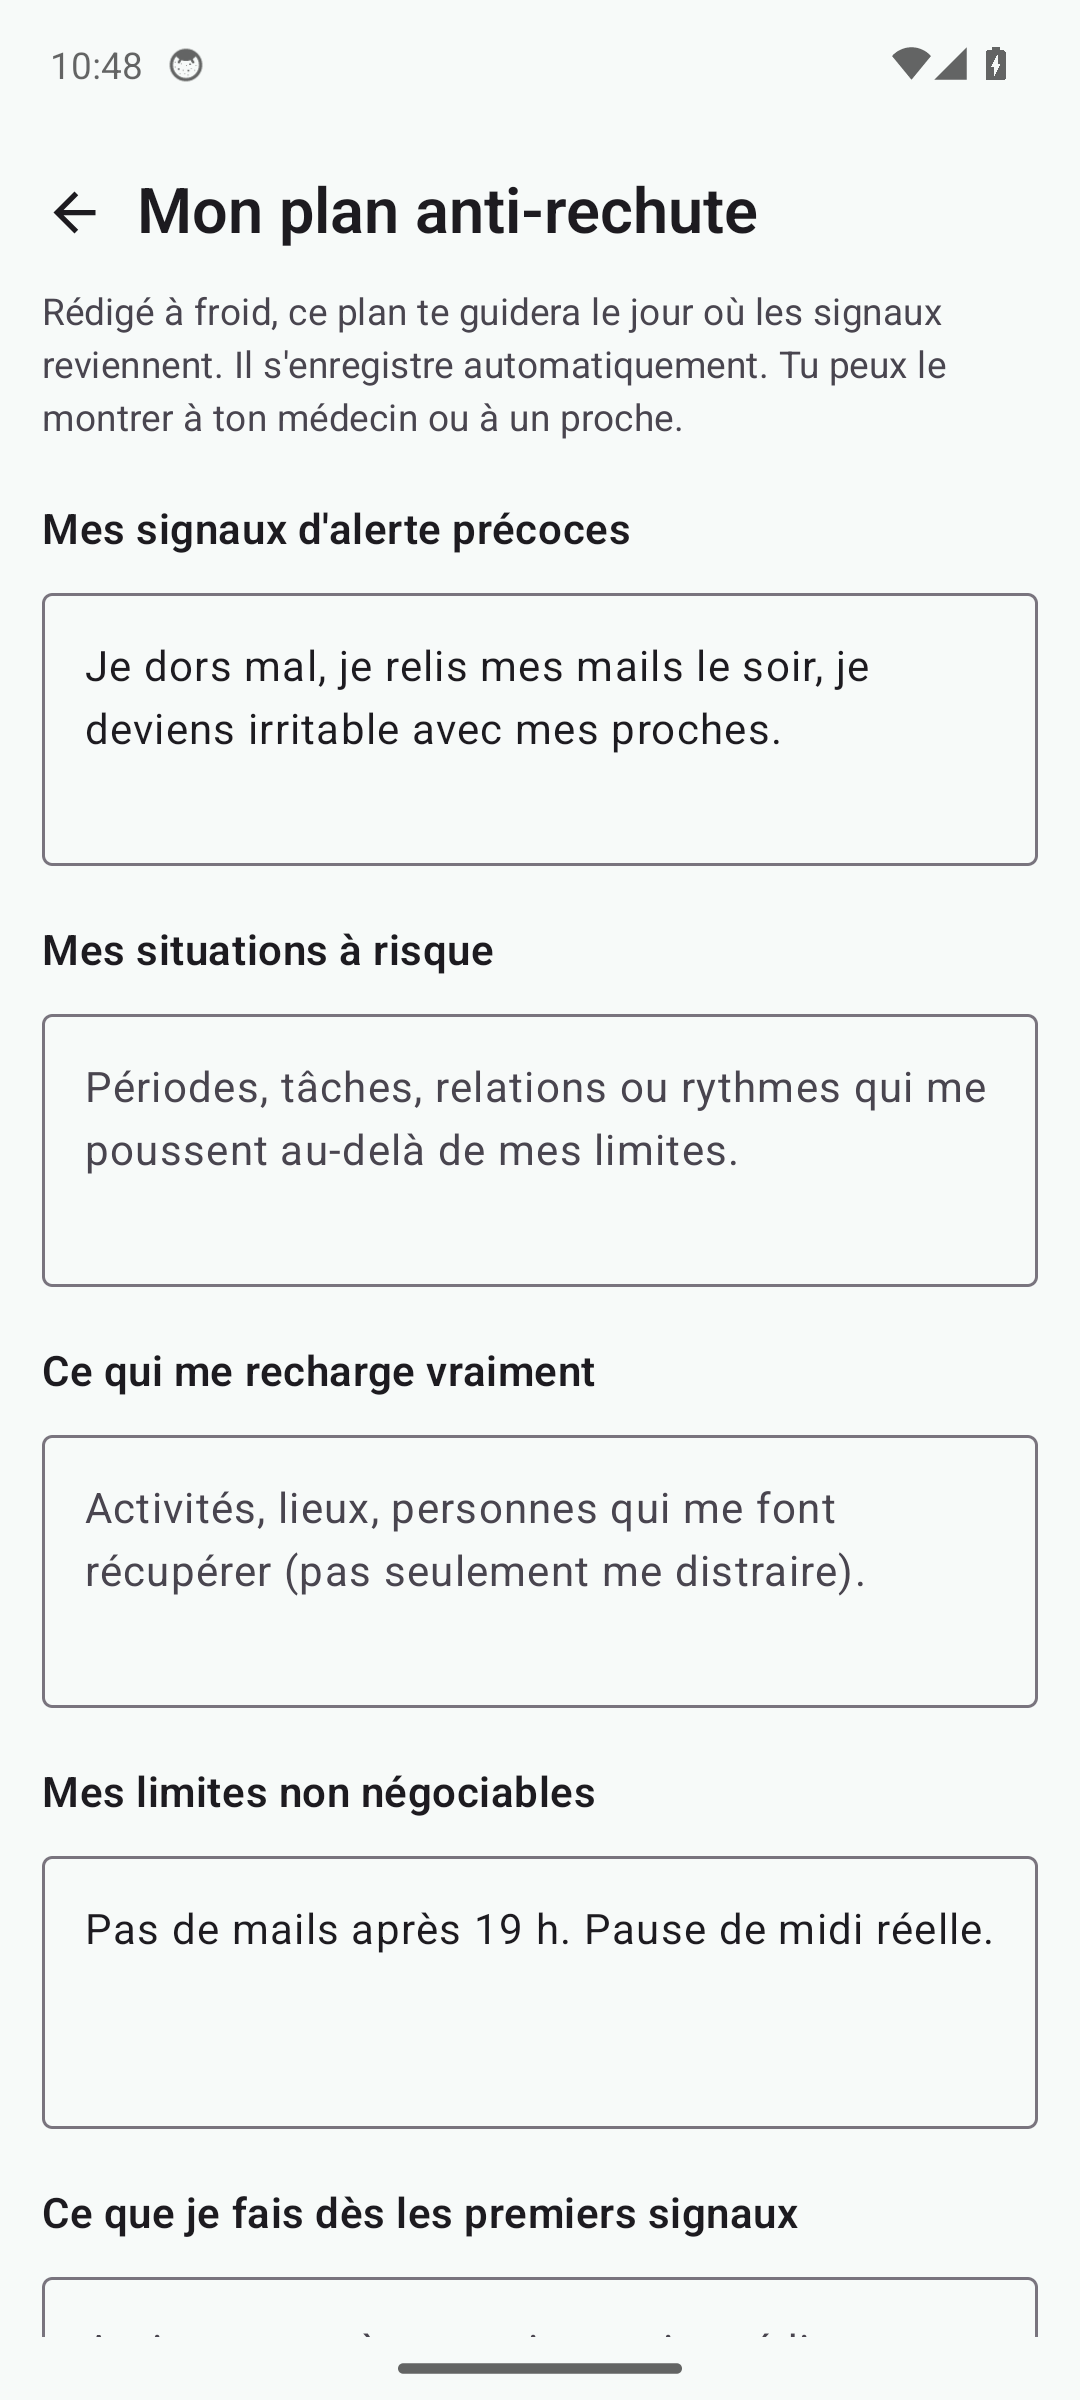 10:48
Mon plan anti-rechute
Rédigé à froid, ce plan te guidera le jour où les signaux
reviennent. Il s'enregistre automatiquement. Tu peux le
montrer à ton médecin ou à un proche.
Mes signaux d'alerte précoces
Je dors mal, je relis mes mails le soir, je
deviens irritable avec mes proches.
Mes situations à risque
Périodes, tâches, relations ou rythmes qui me
poussent au-delà de mes limites.
Ce qui me recharge vraiment
Activités, lieux, personnes qui me font
récupérer (pas seulement me distraire).
Mes limites non négociables
Pas de mails après 19 h. Pause de midi réelle.
Ce que je fais dès les premiers signaux